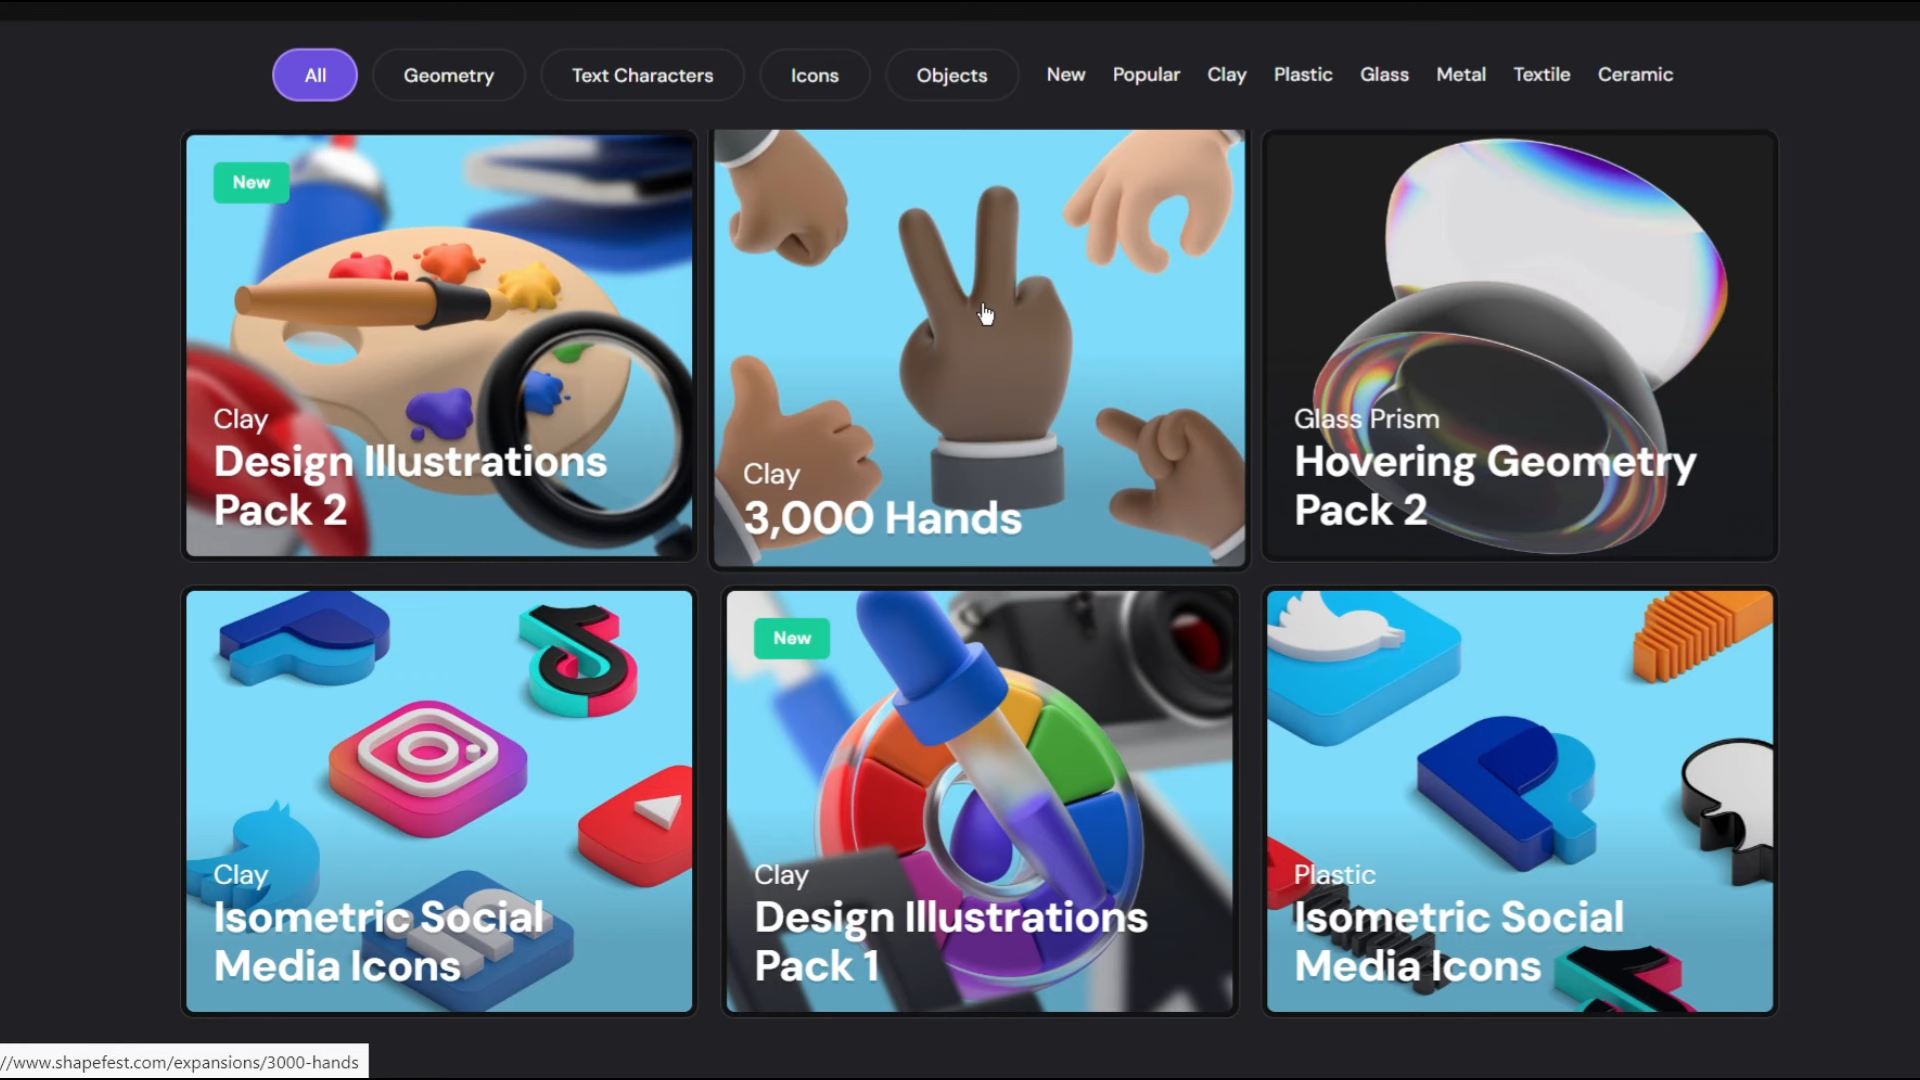 All
Geometry
Text Characters
Icons
Objects
New
Popular
Clay
Plastic
Glass
Metal
Textile
Ceramic
New
Clay
Design Illustrations
Pack 2
Clay
3,000 Hands
Glass Prism
Hovering Geometry
Pack 2
Clay
Isometric Social
Media Icons
New
Clay
Design Illustrations
Pack 1
Plastic
Isometric Social
Media Icons
//www.shapefest.com/expansions/3000-hands